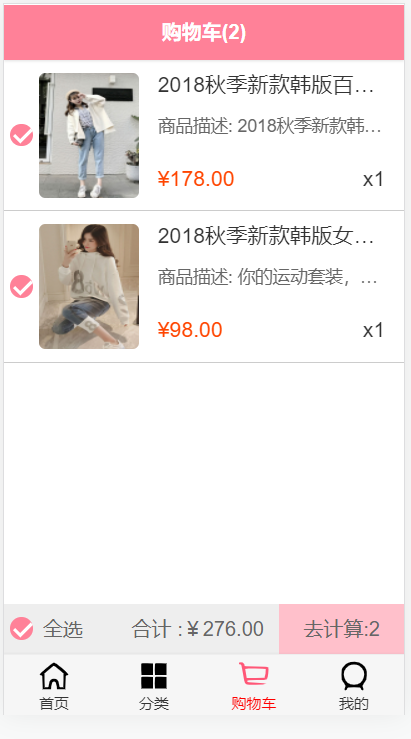 购物车(2)
2018秋季新款韩版百…
商品描述: 2018秋季新款韩…
¥178.00 x1
2018秋季新款韩版女…
商品描述: 你的运动套装，…
¥98.00 x1
全选 合计 : ¥ 276.00 去计算:2
首页 分类 购物车 我的